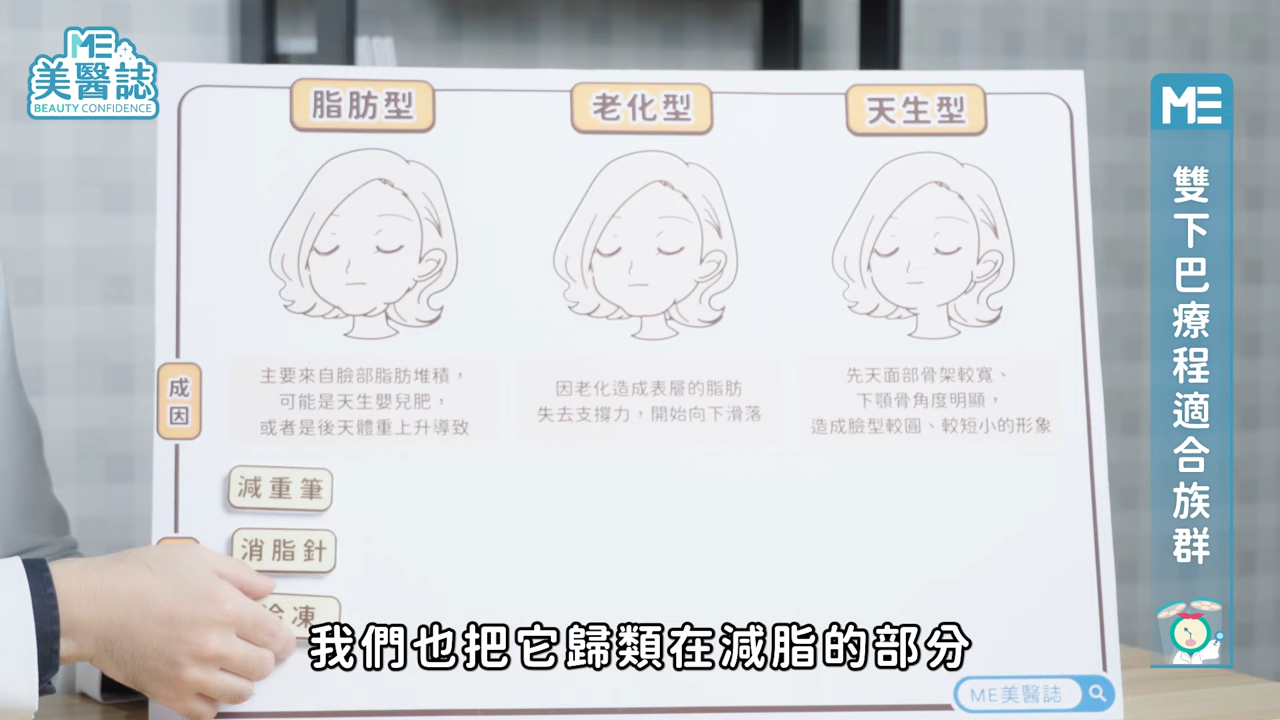 ME
美醫誌
BEAUTY CONFIDENCE
脂肪型
老化型
天生型
成因
主要來自臉部脂肪堆積，
可能是天生嬰兒肥，
或者是後天體重上升導致
因老化造成表層的脂肪
失去支撐力，開始向下滑落
先天面部骨架較寬、
下顎骨角度明顯，
造成臉型較圓、較短小的形象
減重筆
消脂針
冷凍
我們也把它歸類在減脂的部分
ME美醫誌
ME
雙下巴療程適合族群